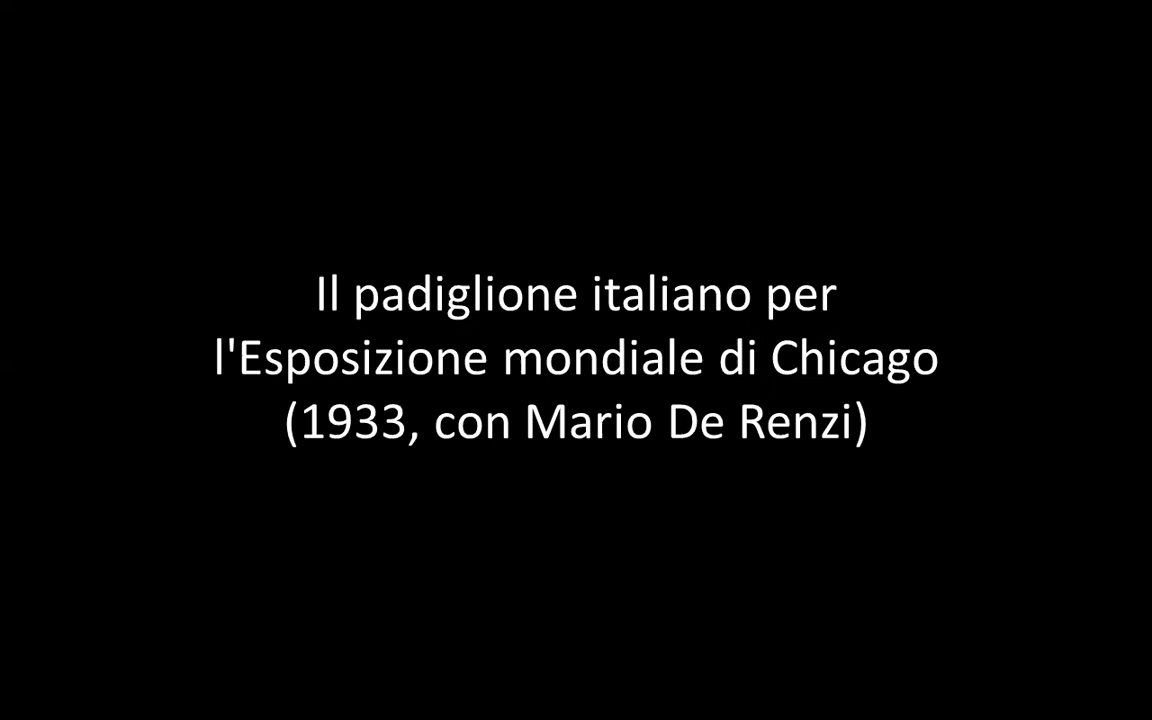 Il padiglione italiano per
l'Esposizione mondiale di Chicago
(1933, con Mario De Renzi)